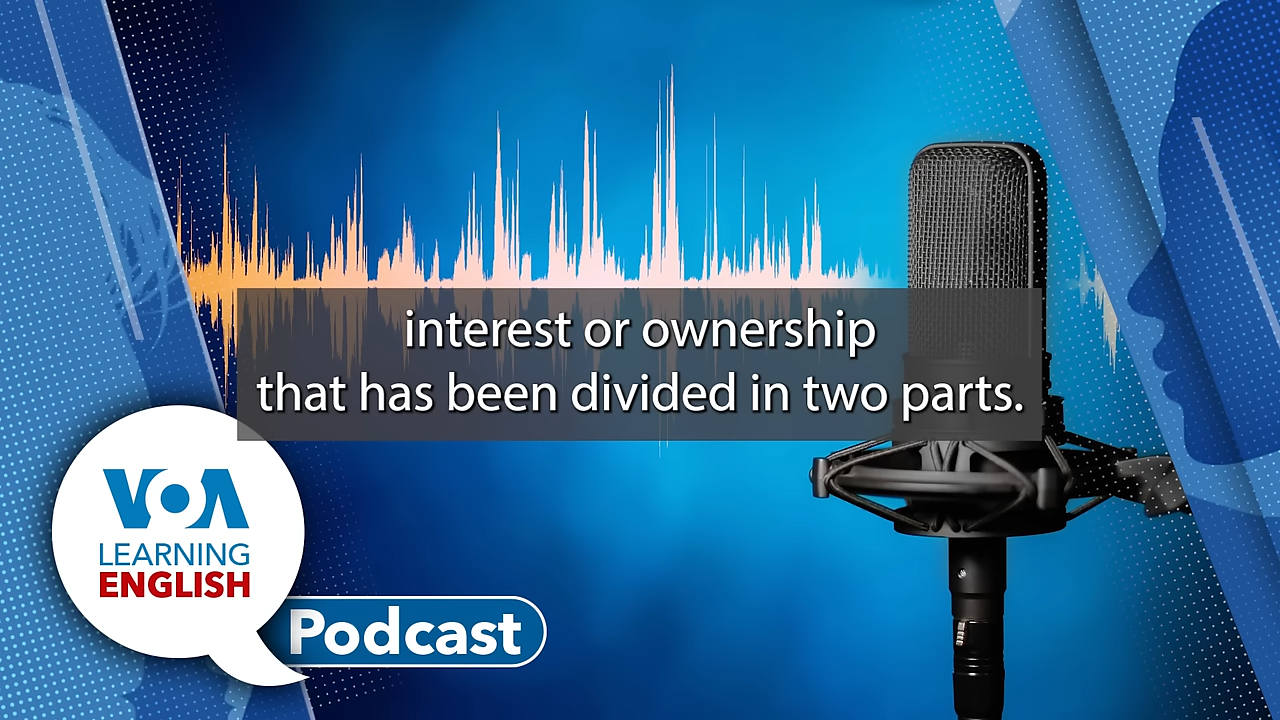 interest or ownership
that has been divided in two parts.
VOA
LEARNING
ENGLISH
Podcast